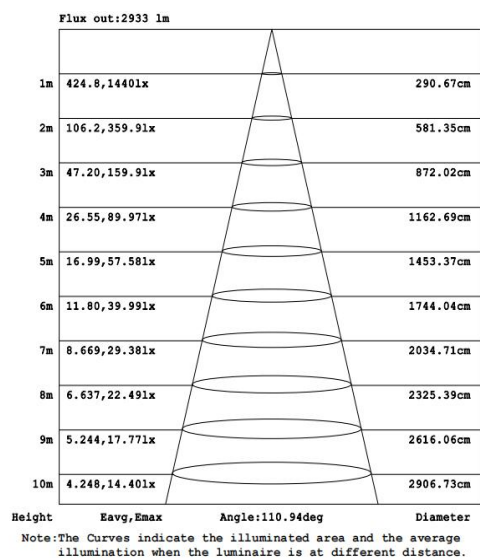 Flux out:2933 lm
1m 424.8,1440lx 290.67cm
2m 106.2,359.9lx 581.35cm
3m 47.20,159.9lx 872.02cm
4m 26.55,89.97lx 1162.69cm
5m 16.99,57.58lx 1453.37cm
6m 11.80,39.99lx 1744.04cm
7m 8.669,29.38lx 2034.71cm
8m 6.637,22.49lx 2325.39cm
9m 5.244,17.77lx 2616.06cm
10m 4.248,14.40lx 2906.73cm
Height Eavg,Emax Angle:110.94deg Diameter
Note:The Curves indicate the illuminated area and the average
illumination when the luminaire is at different distance.